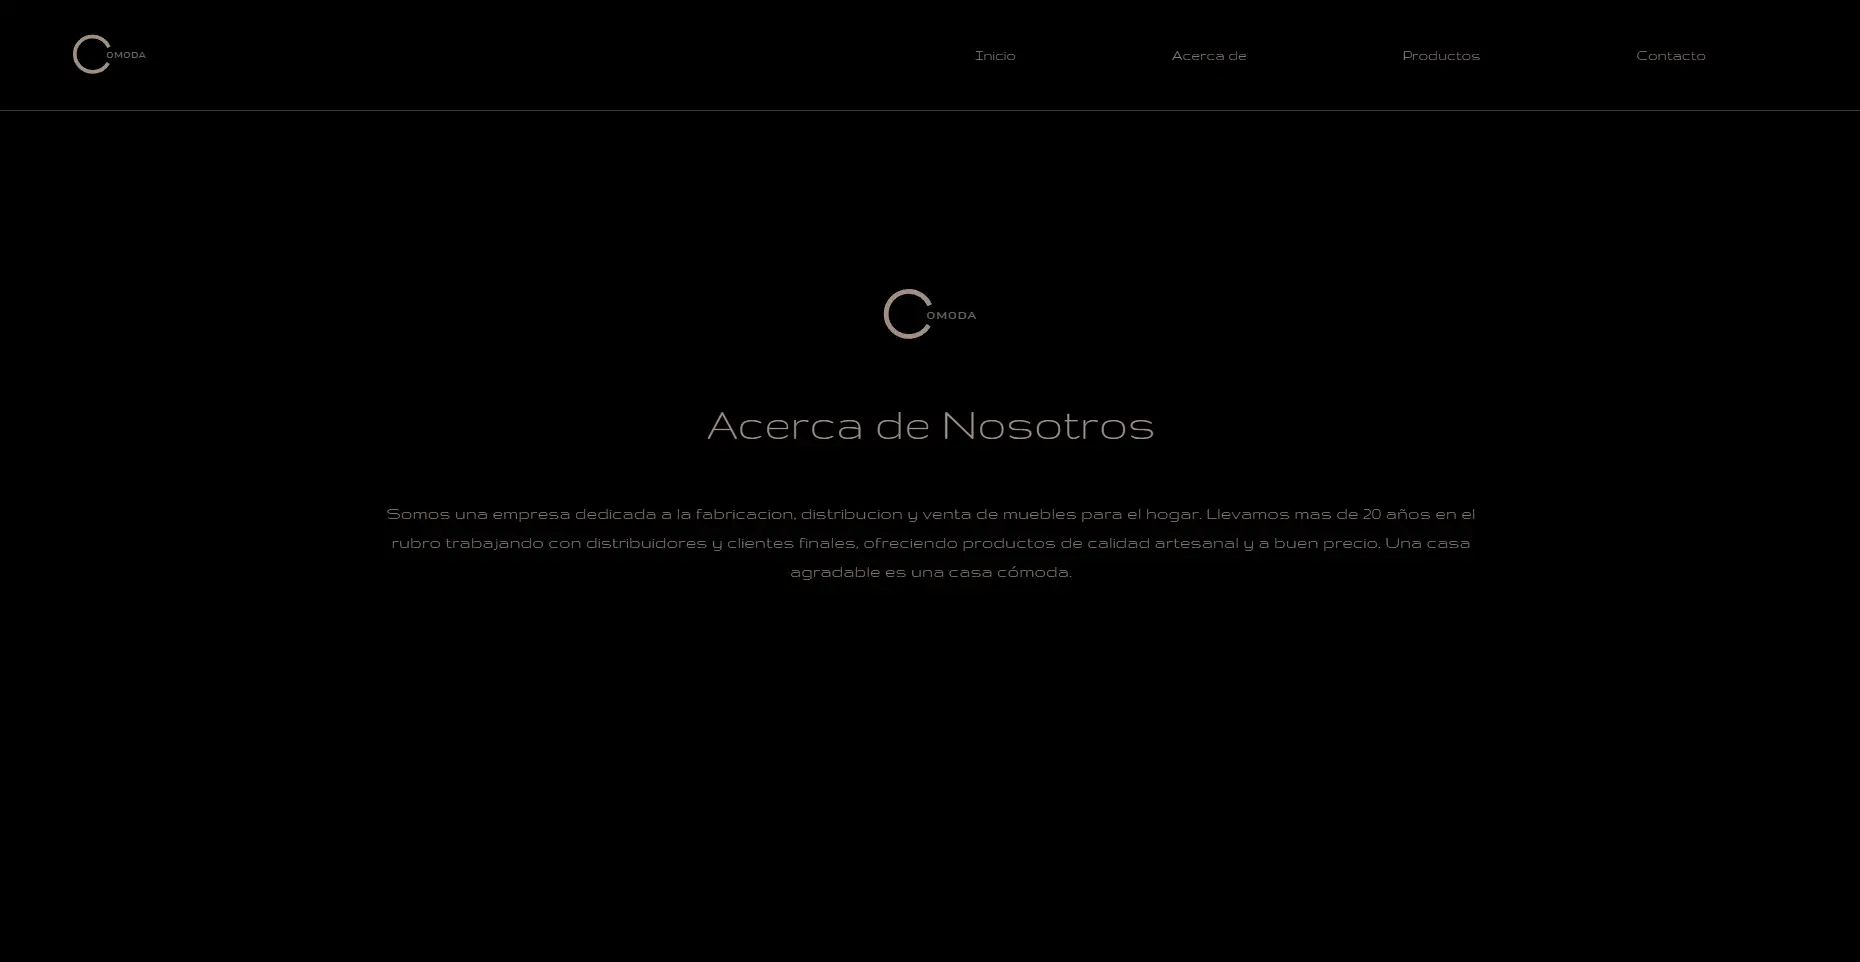 COMODA
Inicio
Acerca de
Productos
Contacto
COMODA
Acerca de Nosotros
Somos una empresa dedicada a la fabricacion, distribucion y venta de muebles para el hogar. Llevamos mas de 20 años en el
rubro trabajando con distribuidores y clientes finales, ofreciendo productos de calidad artesanal y a buen precio. Una casa
agradable es una casa cómoda.